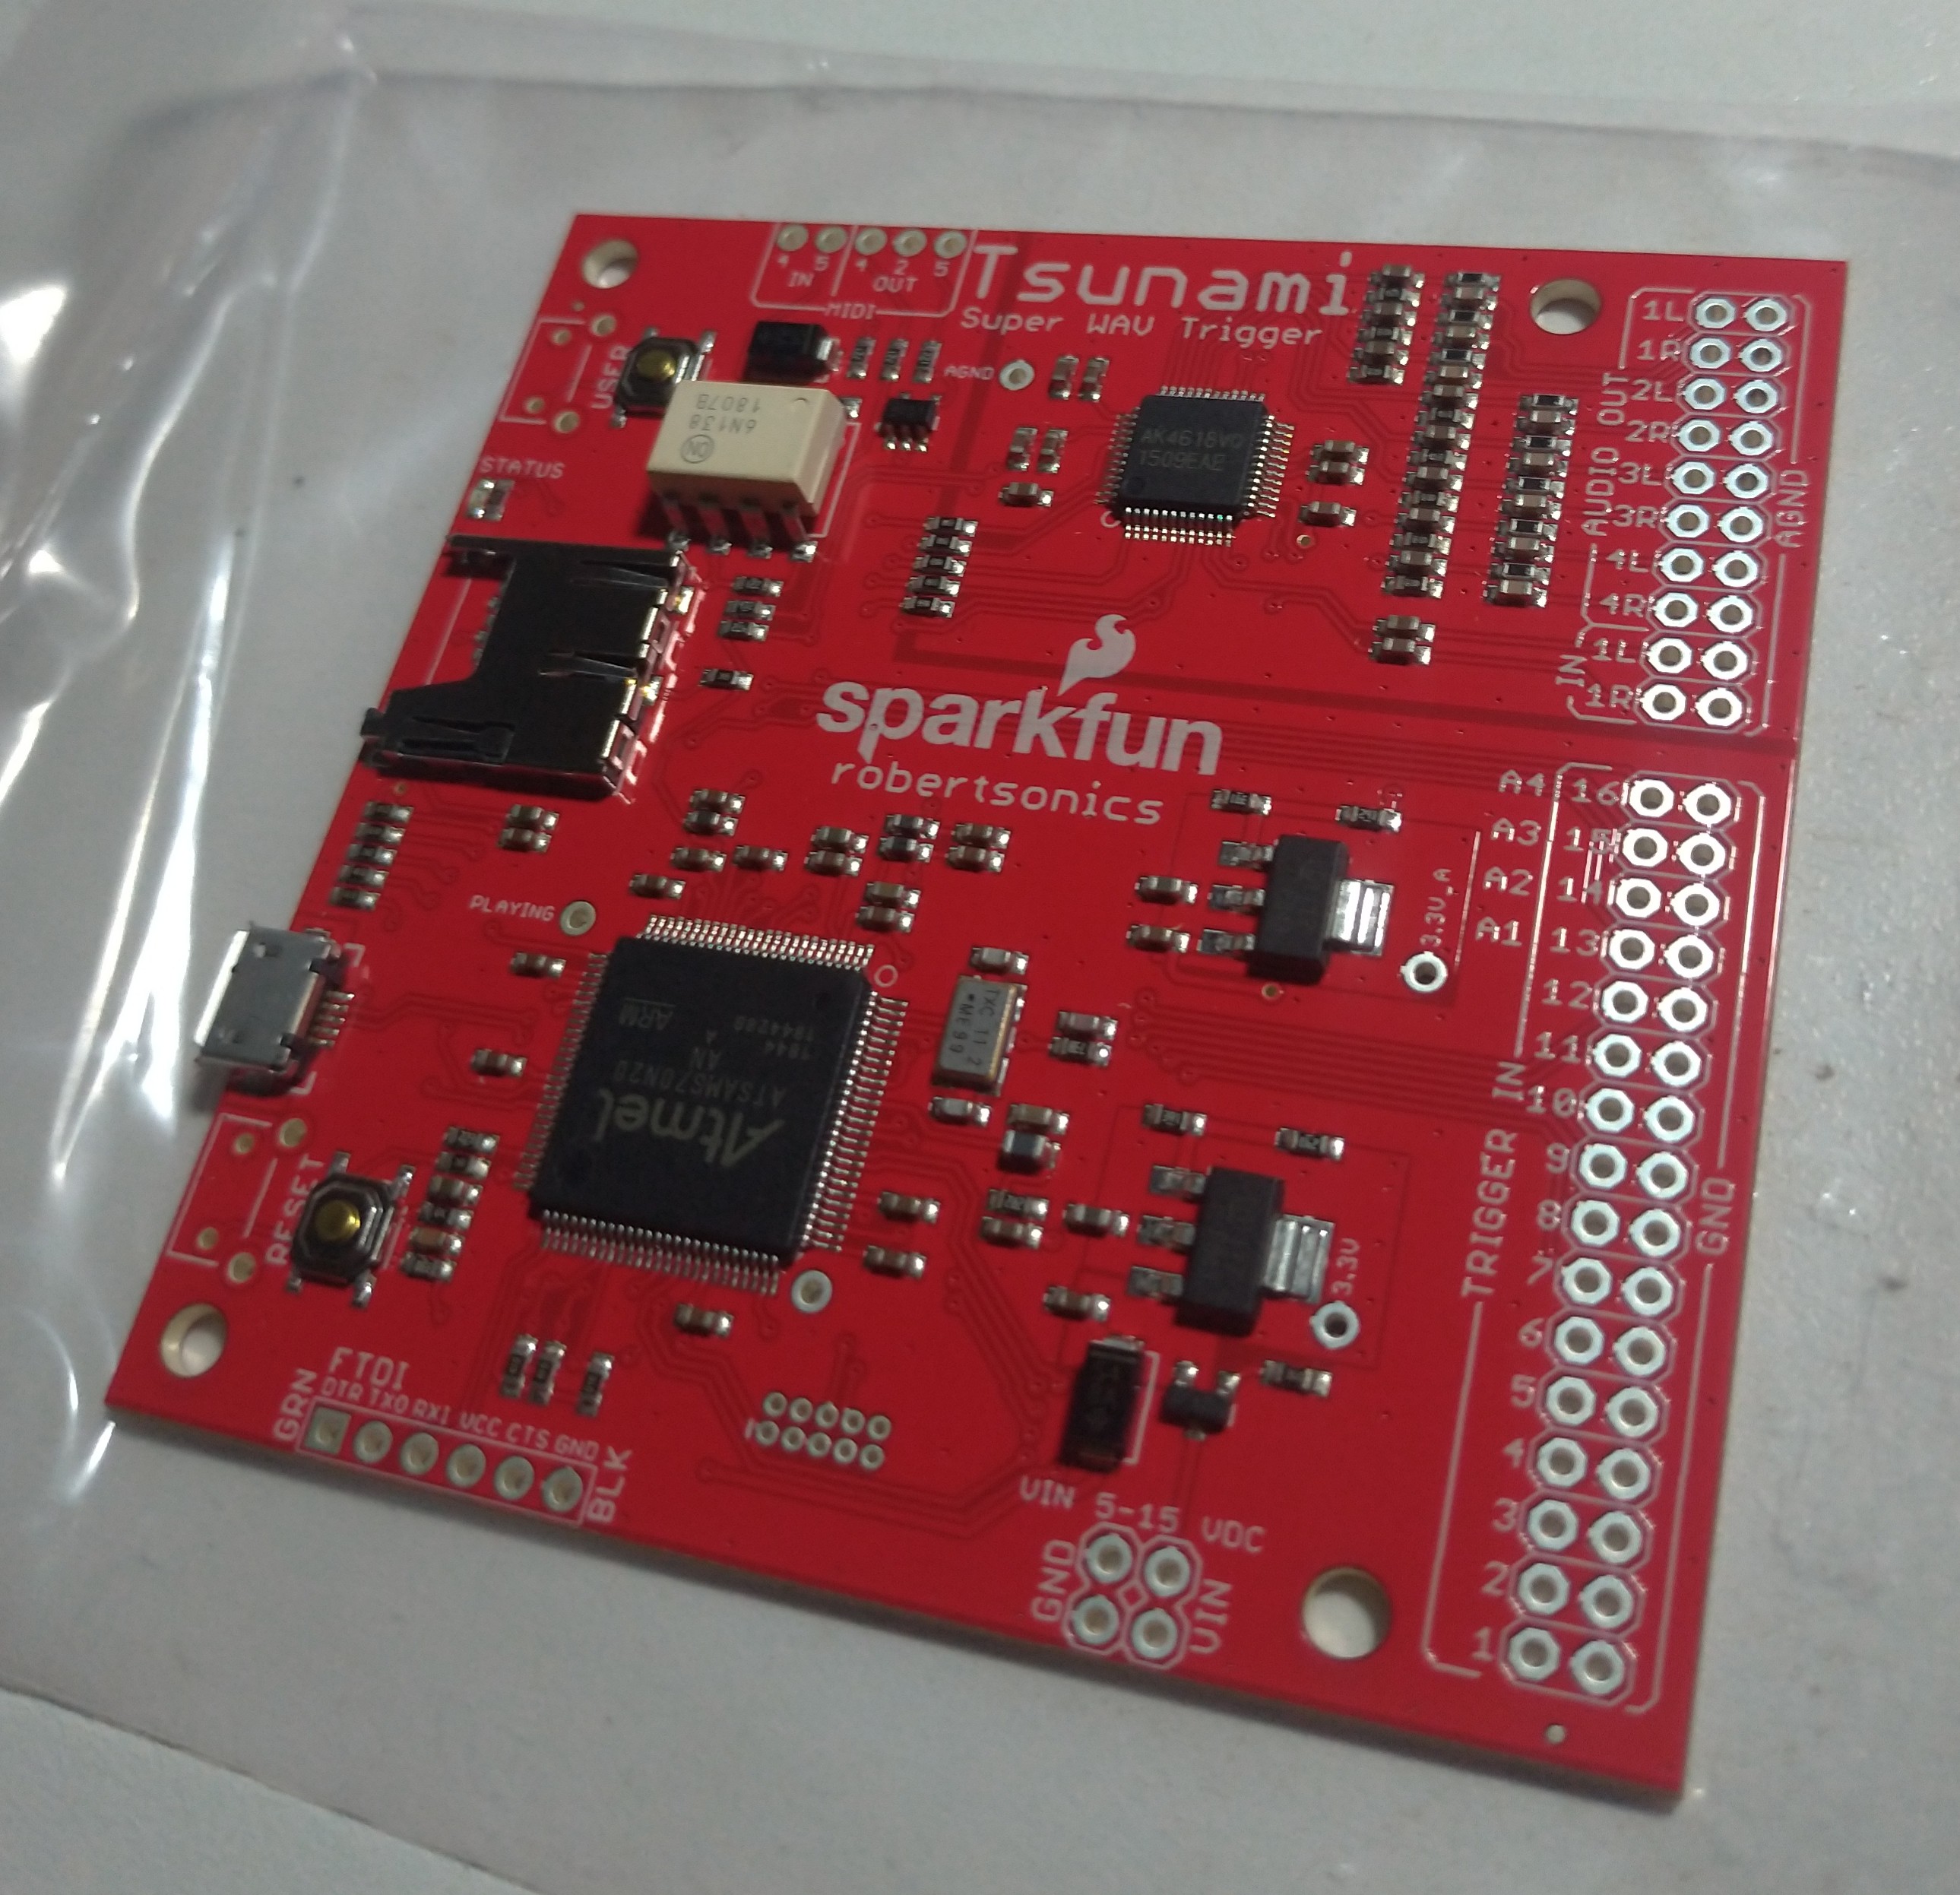 4 5 4 2 5
IN OUT
MIDI
Tsunami
Super WAV Trigger
USER
6N138
1807B
ON
AGND
AK4618VQ
1509EAE
STATUS
1L
1R
2L
2R
3L
3R
4L
4R
AUDIO OUT
IN
1L
1R
AGND
sparkfun
robertsonics
PLAYING
Atmel
ATSAMS70N20
AN
1844
A
ARM
TXC 11.2
3.3V_A
A4 16
A3 15
A2 14
A1 13
12
11
10
9
8
7
6
5
4
3
2
1
TRIGGER IN
GND
RESET
3.3V
FTDI
GRN
DTR TXO RXI VCC CTS GND
BLK
VIN 5-15 VDC
GND
VIN